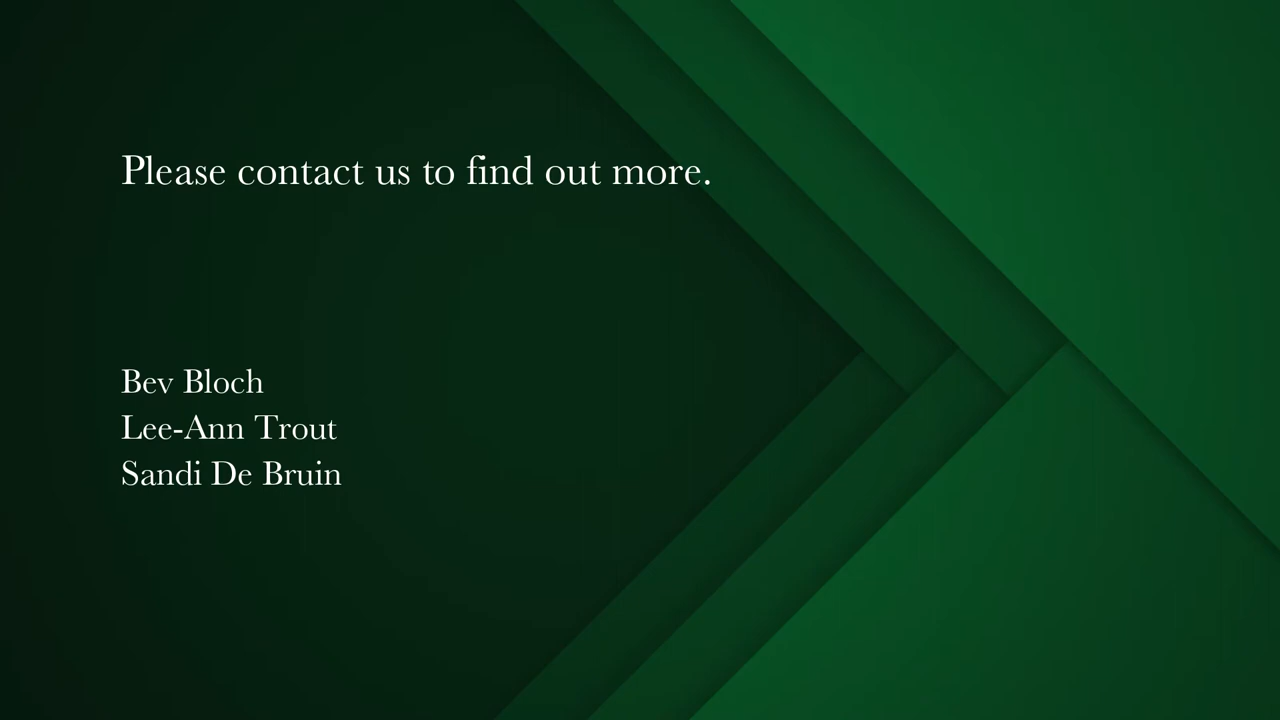 Please contact us to find out more.
Bev Bloch
Lee-Ann Trout
Sandi De Bruin